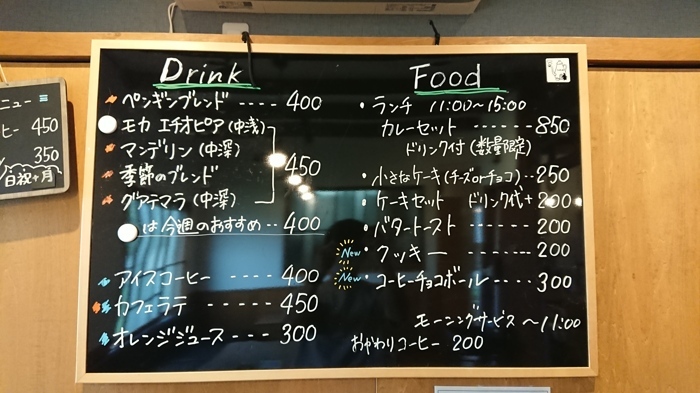 ニュー
ヒー 450
350
日祝+月
Drink
ペンギンブレンド ---- 400
モカ エチオピア (中浅)
マンデリン (中深)
季節のブレンド
グアテマラ (中深)
450
は今週のおすすめ ‥ 400
アイスコーヒー ---- 400
カフェラテ ---- 450
オレンジジュース --- 300
Food
・ランチ 11:00〜15:00
カレーセット ------ 850
ドリンク付 (数量限定)
・小さなケーキ (チズorチョコ) ‥ 250
・ケーキセット ドリンク代+200
・バタートースト ----- 200
New ・クッキー ------- 200
New ・コーヒーチョコボール ---- 300
モーニングサービス 〜11:00
おかわりコーヒー 200